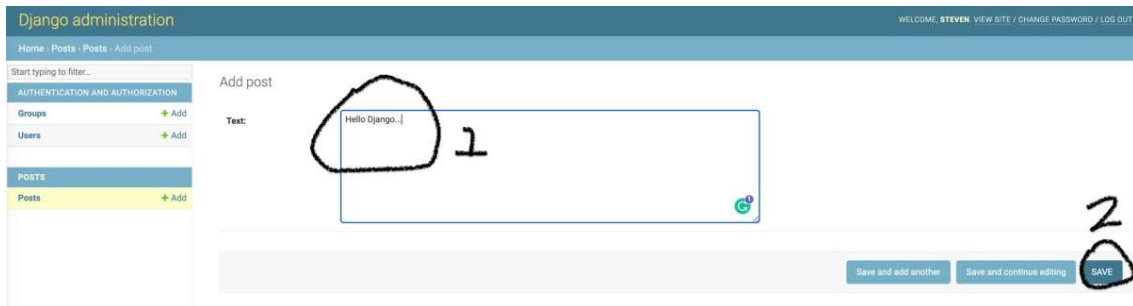 Django administration
WELCOME, STEVEN. VIEW SITE / CHANGE PASSWORD / LOG OUT
Home › Posts › Posts › Add post
Start typing to filter...
AUTHENTICATION AND AUTHORIZATION
Groups + Add
Users + Add
POSTS
Posts + Add
Add post
Text:
Hello Django...
1
G 1
2
Save and add another
Save and continue editing
SAVE